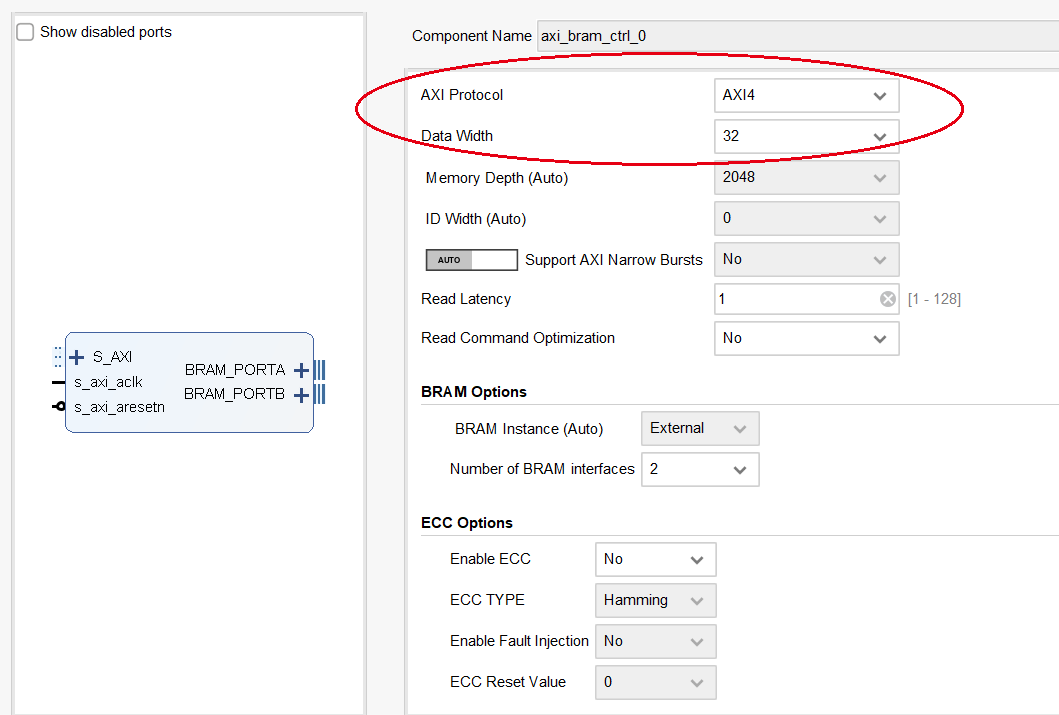 Show disabled ports
Component Name axi_bram_ctrl_0
AXI Protocol AXI4
Data Width 32
Memory Depth (Auto) 2048
ID Width (Auto) 0
AUTO Support AXI Narrow Bursts No
Read Latency 1 [1 - 128]
Read Command Optimization No
S_AXI
s_axi_aclk
s_axi_aresetn
BRAM_PORTA
BRAM_PORTB
BRAM Options
BRAM Instance (Auto) External
Number of BRAM interfaces 2
ECC Options
Enable ECC No
ECC TYPE Hamming
Enable Fault Injection No
ECC Reset Value 0